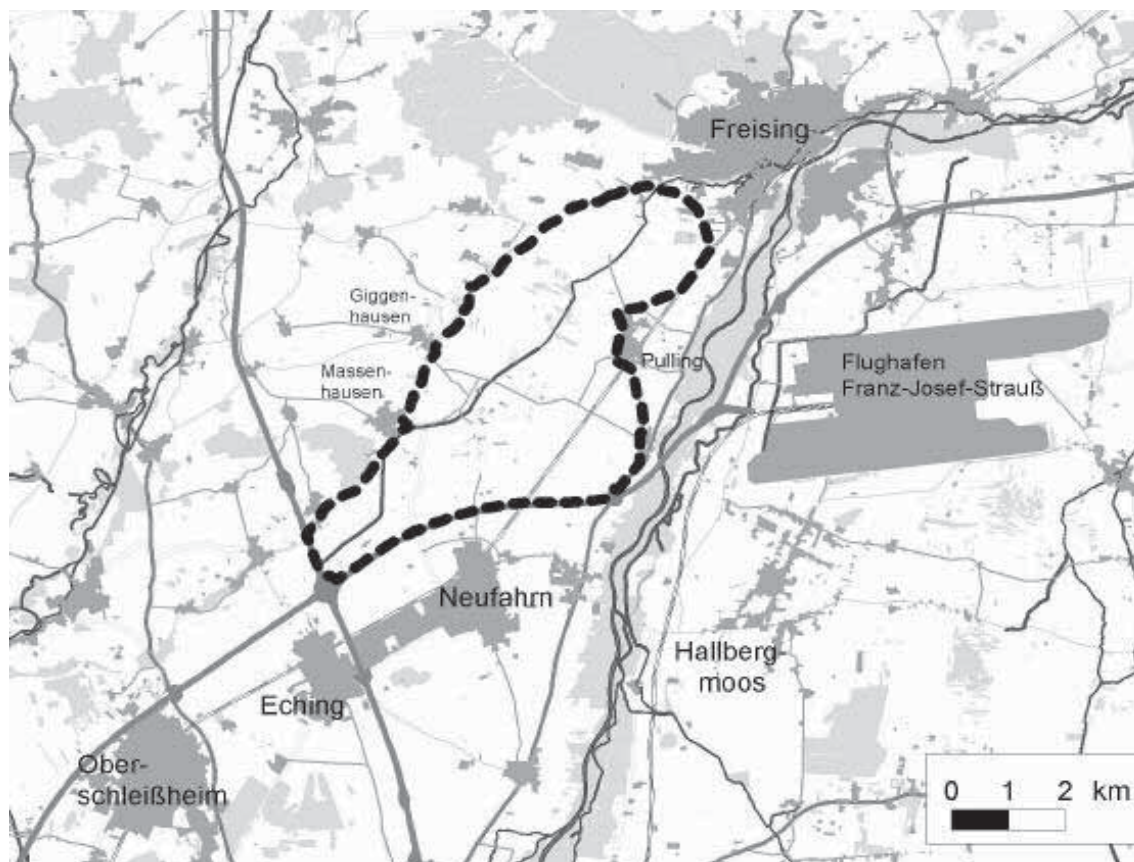 Freising
Giggen-
hausen
Massen-
hausen
Pulling
Flughafen
Franz-Josef-Strauß
Neufahrn
Hallberg-
moos
Eching
Ober-
schleißheim
0 1 2 km